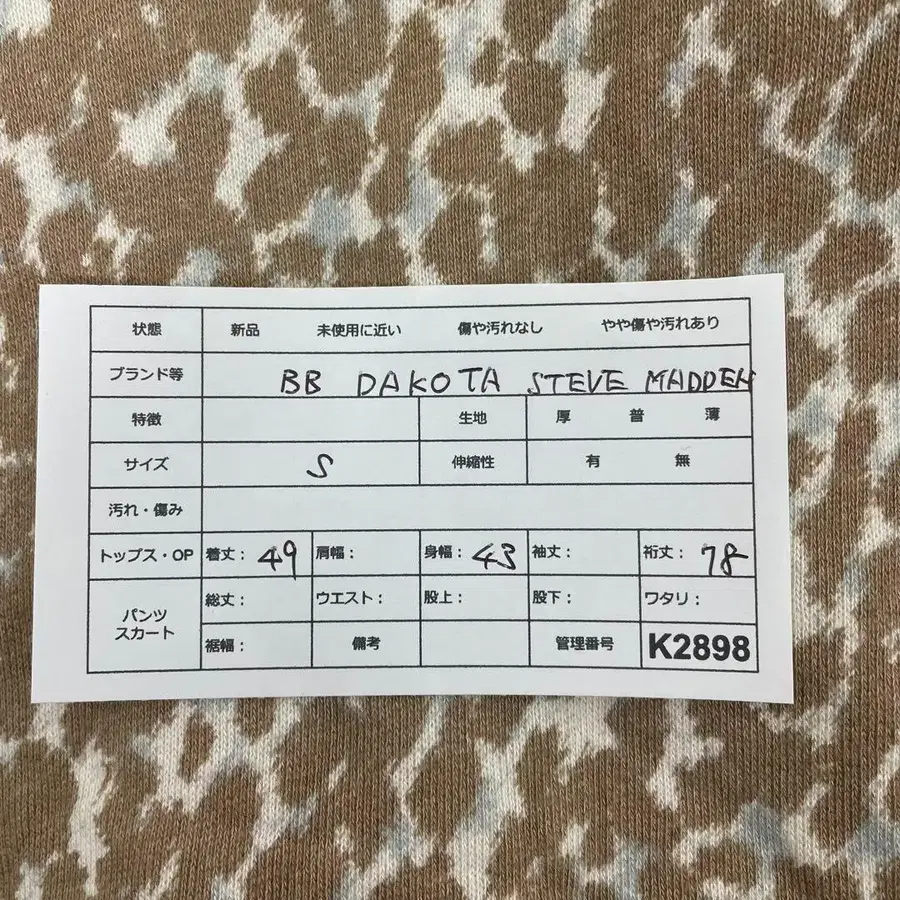 状態 新品 未使用に近い 傷や汚れなし やや傷や汚れあり
ブランド等 BB DAKOTA STEVE MADDEN
特徴 生地 厚 普 薄
サイズ S 伸縮性 有 無
汚れ・傷み
トップス・OP 着丈: 49 肩幅: 身幅: 43 袖丈: 裄丈: 78
パンツ スカート 総丈: ウエスト: 股上: 股下: ワタリ:
裾幅: 備考 管理番号 K2898